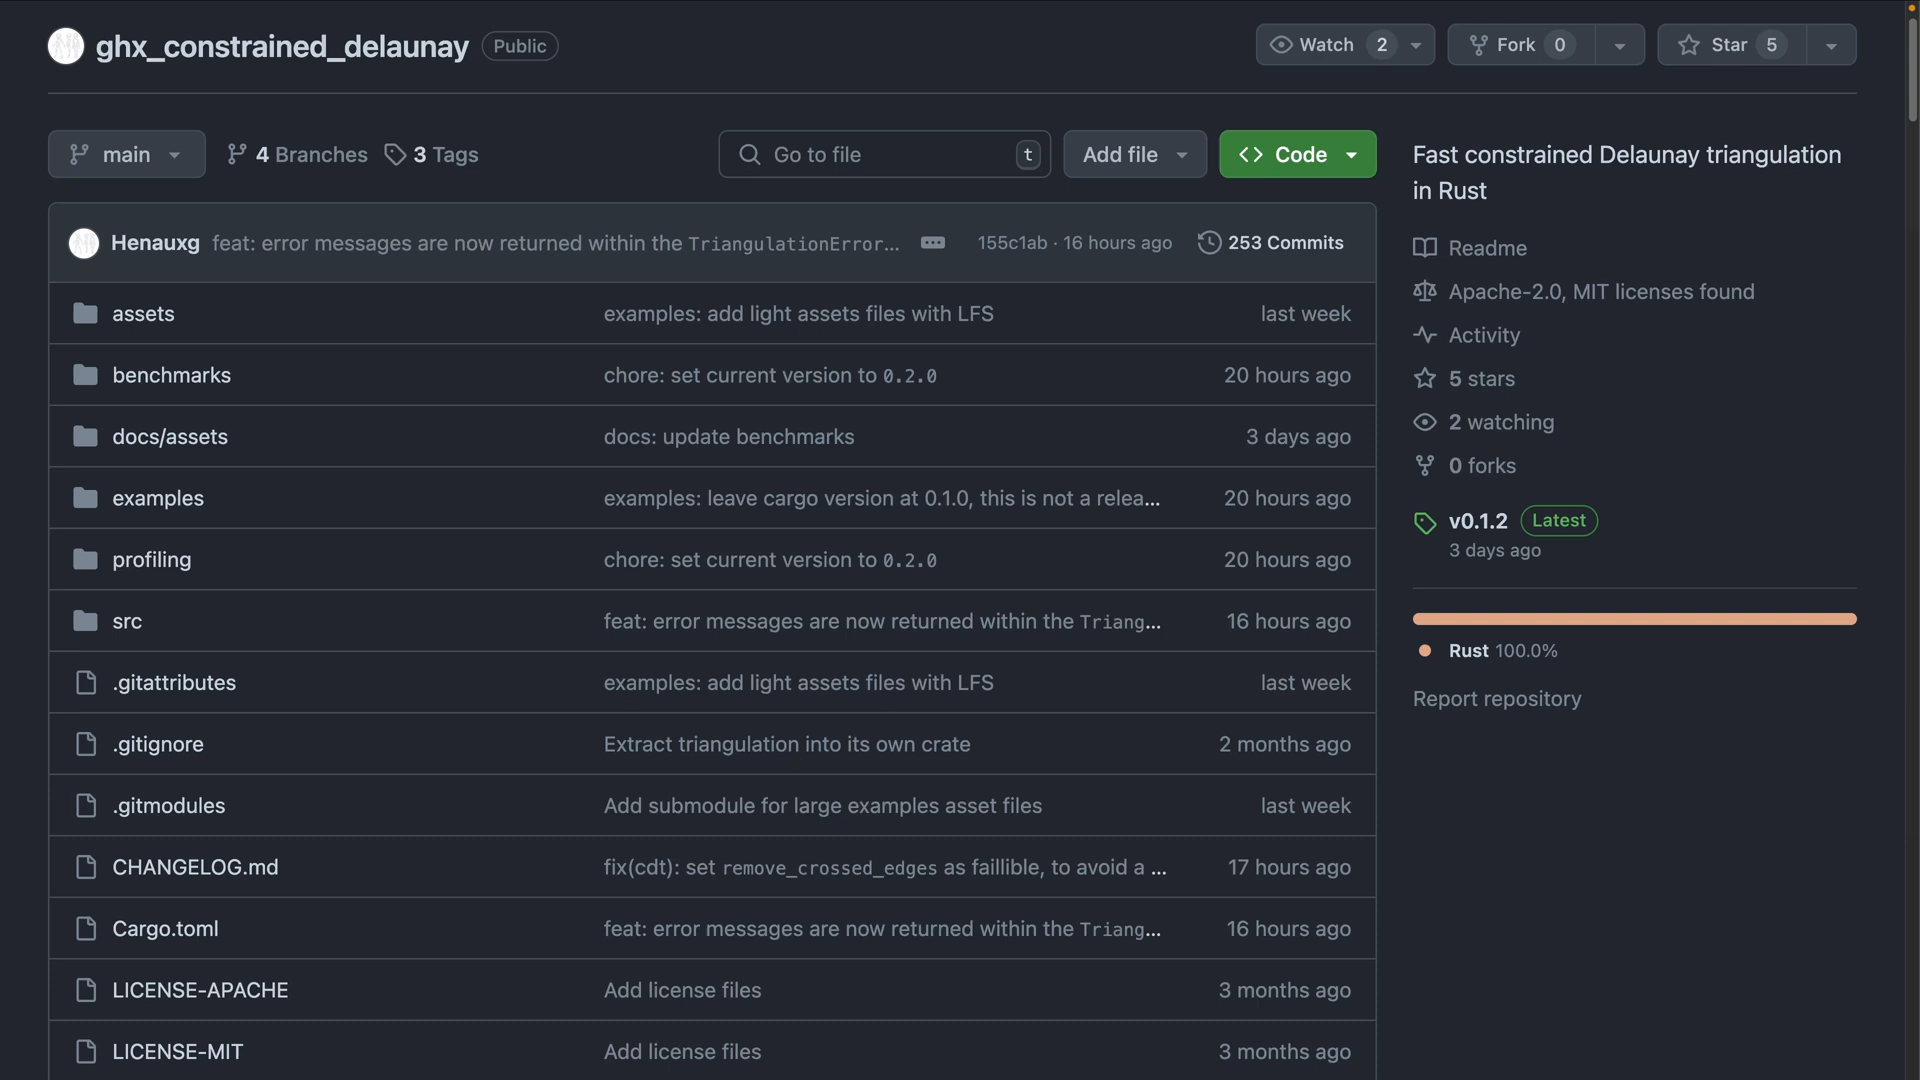 ghx_constrained_delaunay Public
Watch 2 Fork 0 Star 5
main 4 Branches 3 Tags Go to file t Add file Code
Henauxg feat: error messages are now returned within the TriangulationError... 155c1ab · 16 hours ago 253 Commits
assets examples: add light assets files with LFS last week
benchmarks chore: set current version to 0.2.0 20 hours ago
docs/assets docs: update benchmarks 3 days ago
examples examples: leave cargo version at 0.1.0, this is not a relea... 20 hours ago
profiling chore: set current version to 0.2.0 20 hours ago
src feat: error messages are now returned within the Triang... 16 hours ago
.gitattributes examples: add light assets files with LFS last week
.gitignore Extract triangulation into its own crate 2 months ago
.gitmodules Add submodule for large examples asset files last week
CHANGELOG.md fix(cdt): set remove_crossed_edges as faillible, to avoid a ... 17 hours ago
Cargo.toml feat: error messages are now returned within the Triang... 16 hours ago
LICENSE-APACHE Add license files 3 months ago
LICENSE-MIT Add license files 3 months ago
Fast constrained Delaunay triangulation
in Rust
Readme
Apache-2.0, MIT licenses found
Activity
5 stars
2 watching
0 forks
v0.1.2 Latest
3 days ago
Rust 100.0%
Report repository